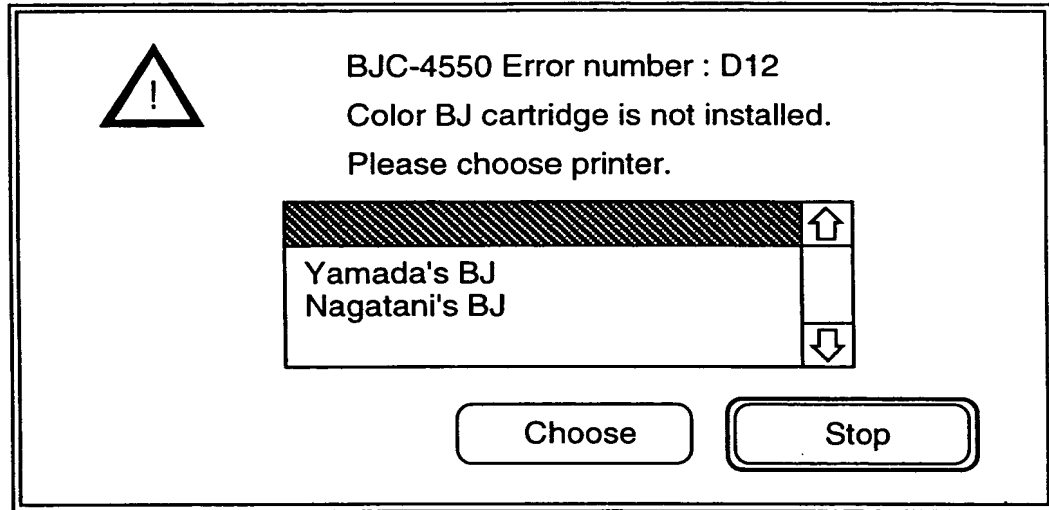 BJC-4550 Error number : D12
!
Color BJ cartridge is not installed.
Please choose printer.
Yamada's BJ
Nagatani's BJ
Choose
Stop